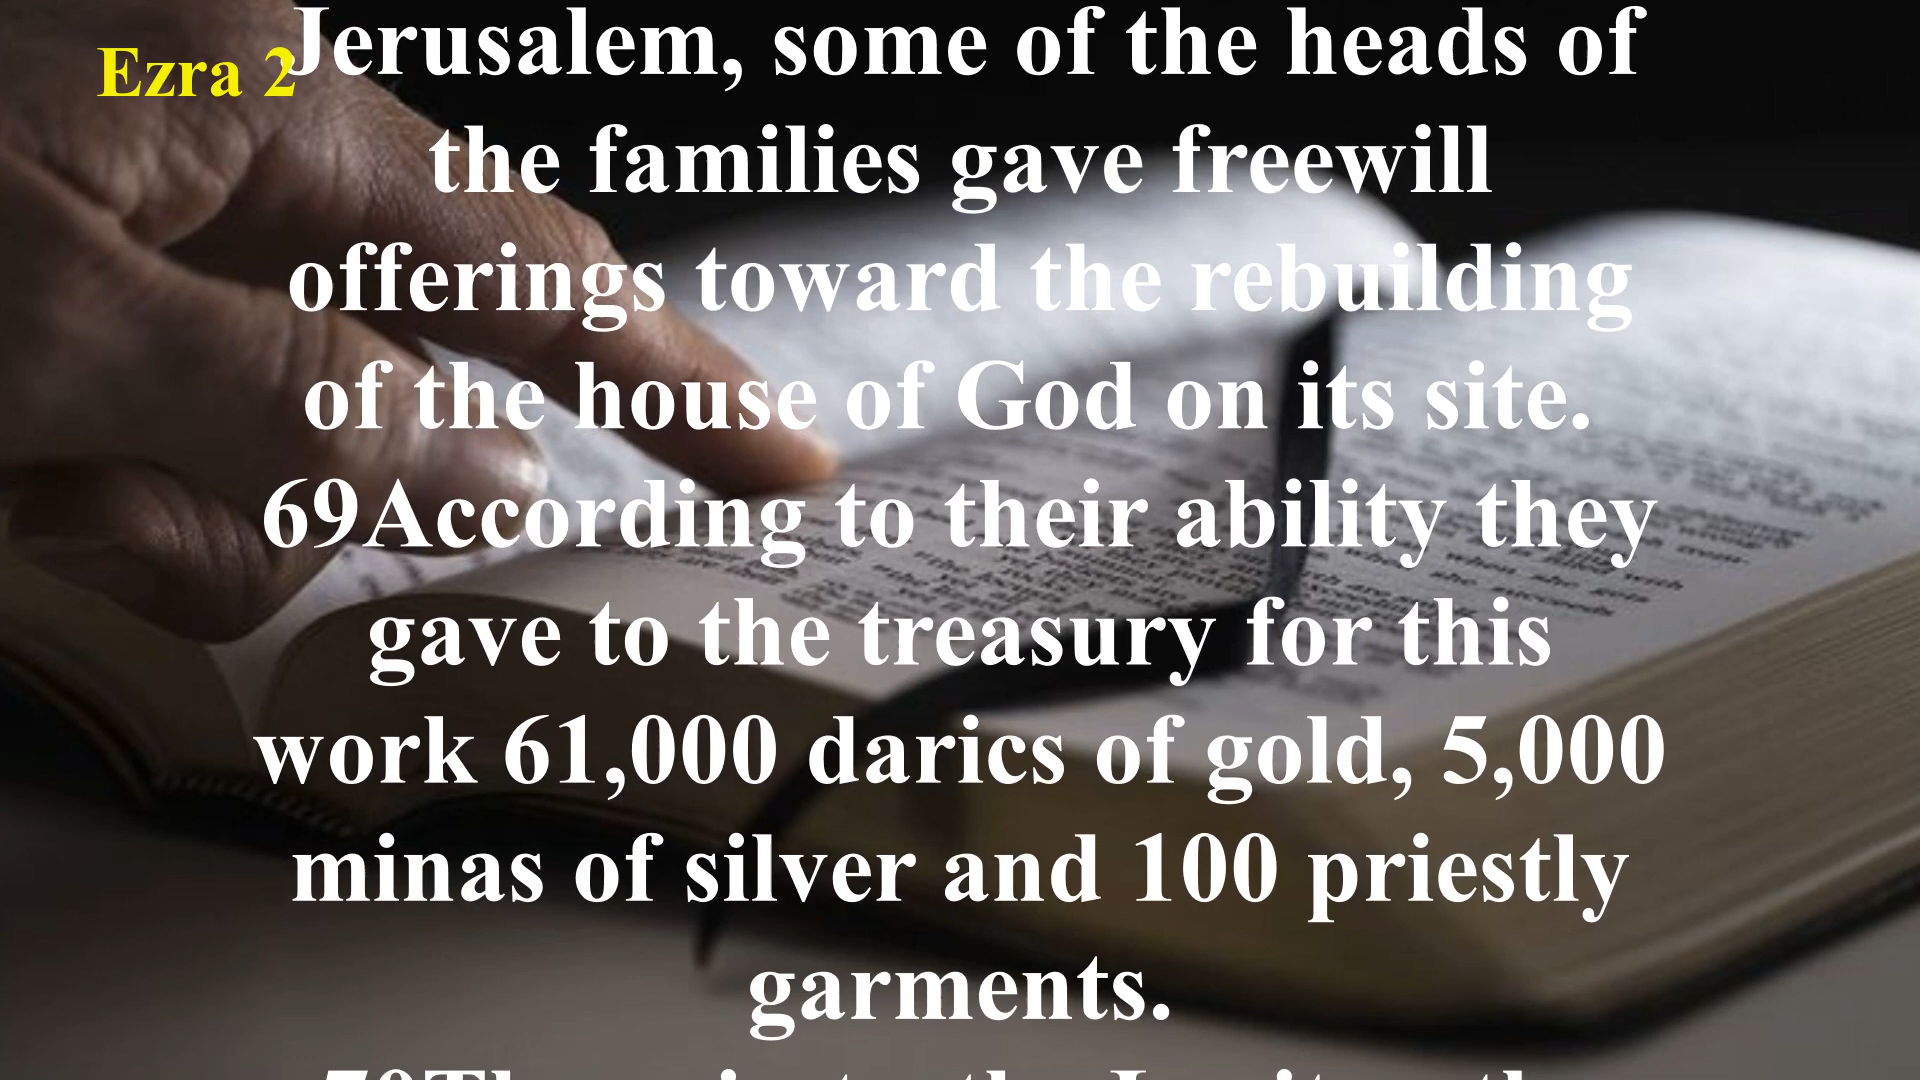 Ezra 2
Jerusalem, some of the heads of
the families gave freewill
offerings toward the rebuilding
of the house of God on its site.
69According to their ability they
gave to the treasury for this
work 61,000 darics of gold, 5,000
minas of silver and 100 priestly
garments.